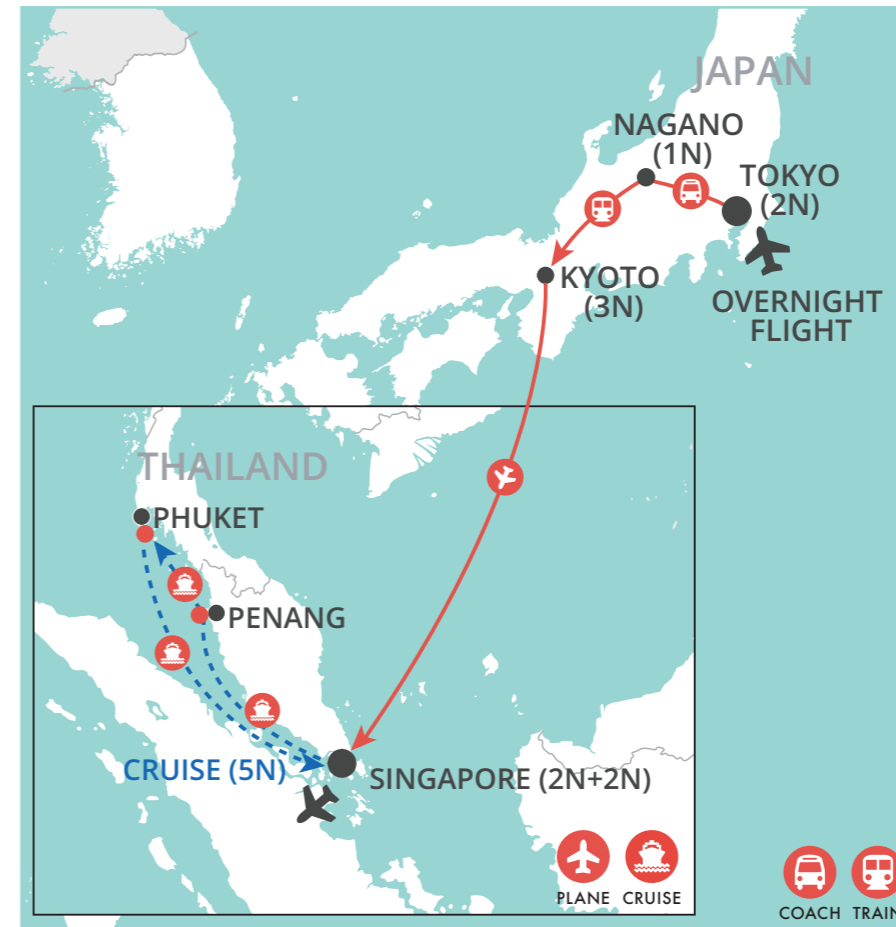 JAPAN
NAGANO
(1N)
TOKYO
(2N)
KYOTO
(3N)
OVERNIGHT
FLIGHT
THAILAND
PHUKET
PENANG
CRUISE (5N)
SINGAPORE (2N+2N)
PLANE
CRUISE
COACH
TRAIN